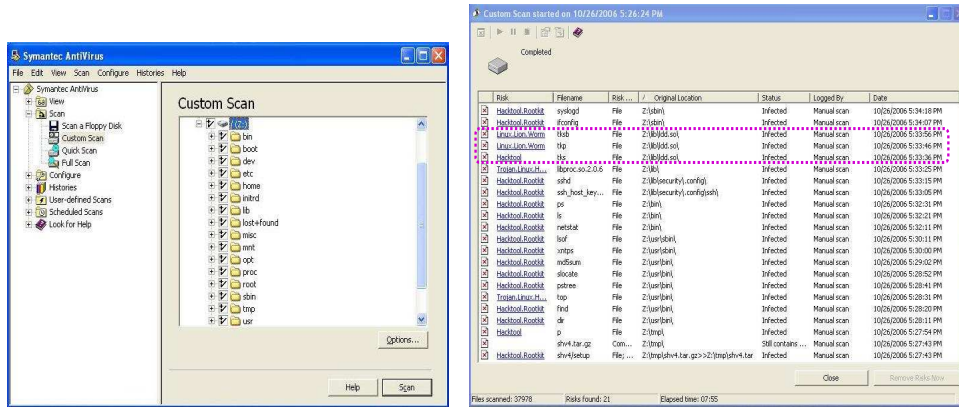 Symantec AntiVirus
File Edit View Scan Configure Histories Help
Symantec AntiVirus
View
Scan
Scan a Floppy Disk
Custom Scan
Quick Scan
Full Scan
Configure
Histories
User-defined Scans
Scheduled Scans
Look for Help
Custom Scan
/ (Z:)
bin
boot
dev
etc
home
initrd
lib
lost+found
misc
mnt
opt
proc
root
sbin
tmp
usr
Options...
Help Scan
Custom Scan started on 10/26/2006 5:26:24 PM
Completed
Risk Filename Risk ... / Original Location Status Logged By Date
Hacktool.Rootkit syslogd File Z:\sbin\ Infected Manual scan 10/26/2006 5:34:18 PM
Hacktool.Rootkit ifconfig File Z:\sbin\ Infected Manual scan 10/26/2006 5:34:07 PM
Linux.Lion.Worm tksb File Z:\lib\ldd.so\ Infected Manual scan 10/26/2006 5:33:56 PM
Linux.Lion.Worm tkp File Z:\lib\ldd.so\ Infected Manual scan 10/26/2006 5:33:46 PM
Hacktool tks File Z:\lib\ldd.so\ Infected Manual scan 10/26/2006 5:33:36 PM
Trojan.Linux.H... libproc.so.2.0.6 File Z:\lib\ Infected Manual scan 10/26/2006 5:33:25 PM
Hacktool.Rootkit sshd File Z:\lib\security\.config\ Infected Manual scan 10/26/2006 5:33:15 PM
Hacktool.Rootkit ssh_host_key... File Z:\lib\security\.config\ssh\ Infected Manual scan 10/26/2006 5:33:05 PM
Hacktool.Rootkit ps File Z:\bin\ Infected Manual scan 10/26/2006 5:32:31 PM
Hacktool.Rootkit ls File Z:\bin\ Infected Manual scan 10/26/2006 5:32:21 PM
Hacktool.Rootkit netstat File Z:\bin\ Infected Manual scan 10/26/2006 5:32:11 PM
Hacktool.Rootkit lsof File Z:\usr\sbin\ Infected Manual scan 10/26/2006 5:30:11 PM
Hacktool.Rootkit xntps File Z:\usr\sbin\ Infected Manual scan 10/26/2006 5:30:00 PM
Hacktool.Rootkit md5sum File Z:\usr\bin\ Infected Manual scan 10/26/2006 5:29:02 PM
Hacktool.Rootkit slocate File Z:\usr\bin\ Infected Manual scan 10/26/2006 5:28:52 PM
Hacktool.Rootkit pstree File Z:\usr\bin\ Infected Manual scan 10/26/2006 5:28:41 PM
Trojan.Linux.H... top File Z:\usr\bin\ Infected Manual scan 10/26/2006 5:28:31 PM
Hacktool.Rootkit find File Z:\usr\bin\ Infected Manual scan 10/26/2006 5:28:20 PM
Hacktool.Rootkit dir File Z:\usr\bin\ Infected Manual scan 10/26/2006 5:28:11 PM
Hacktool p File Z:\tmp\ Infected Manual scan 10/26/2006 5:27:54 PM
shv4.tar.gz Com... Z:\tmp\ Still contains ... Manual scan 10/26/2006 5:27:43 PM
Hacktool.Rootkit shv4/setup File; ... Z:\tmp\shv4.tar.gz>>Z:\tmp\shv4.tar Infected Manual scan 10/26/2006 5:27:43 PM
Close Remove Risks Now
Files scanned: 37978 Risks found: 21 Elapsed time: 07:55